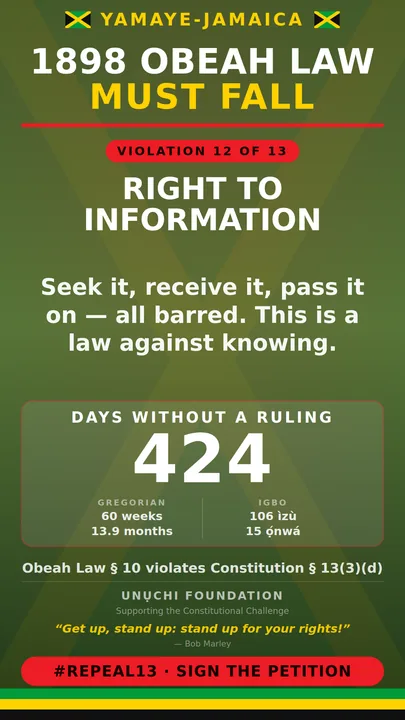 YAMAYE-JAMAICA
1898 OBEAH LAW
MUST FALL
VIOLATION 12 OF 13
RIGHT TO
INFORMATION
Seek it, receive it, pass it
on — all barred. This is a
law against knowing.
DAYS WITHOUT A RULING
424
GREGORIAN
60 weeks
13.9 months
IGBO
106 ìzù
15 ọ́nwá
Obeah Law § 10 violates Constitution § 13(3)(d)
UNỤCHI FOUNDATION
Supporting the Constitutional Challenge
“Get up, stand up: stand up for your rights!”
— Bob Marley
#REPEAL13 · SIGN THE PETITION